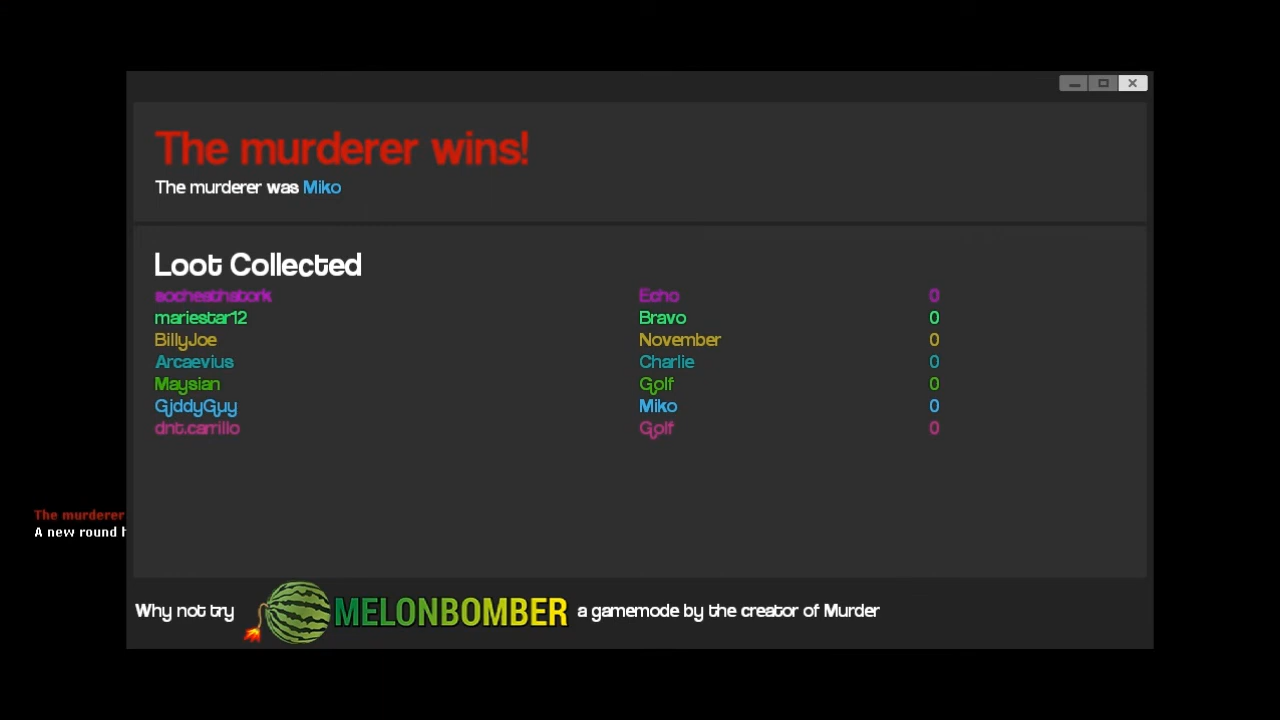 The murderer wins!
The murderer was Miko
Loot Collected
socheathatork Echo 0
mariestar12 Bravo 0
BillyJoe November 0
Arcaevius Charlie 0
Maysian Golf 0
GjddyGuy Miko 0
dnt.carrillo Golf 0
The murderer
A new round h
Why not try MELONBOMBER a gamemode by the creator of Murder